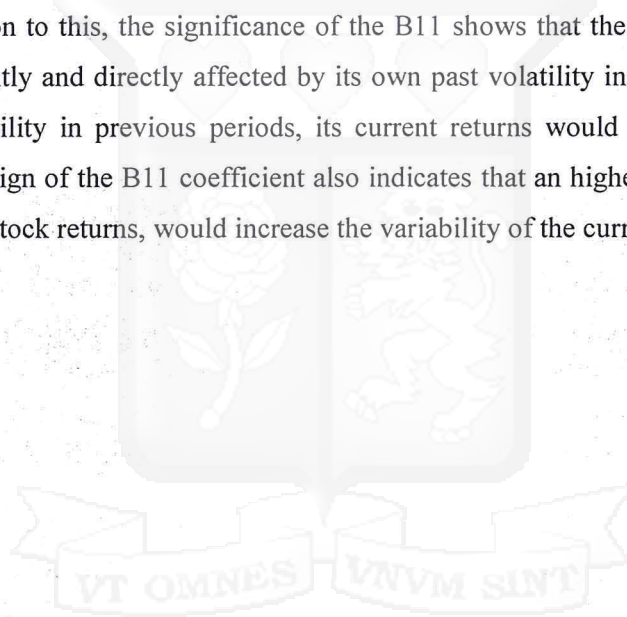 on to this, the significance of the B11 shows that the
tly and directly affected by its own past volatility in
ility in previous periods, its current returns would
ign of the B11 coefficient also indicates that an highe
tock returns, would increase the variability of the curr
VT OMNES VNVM SINT